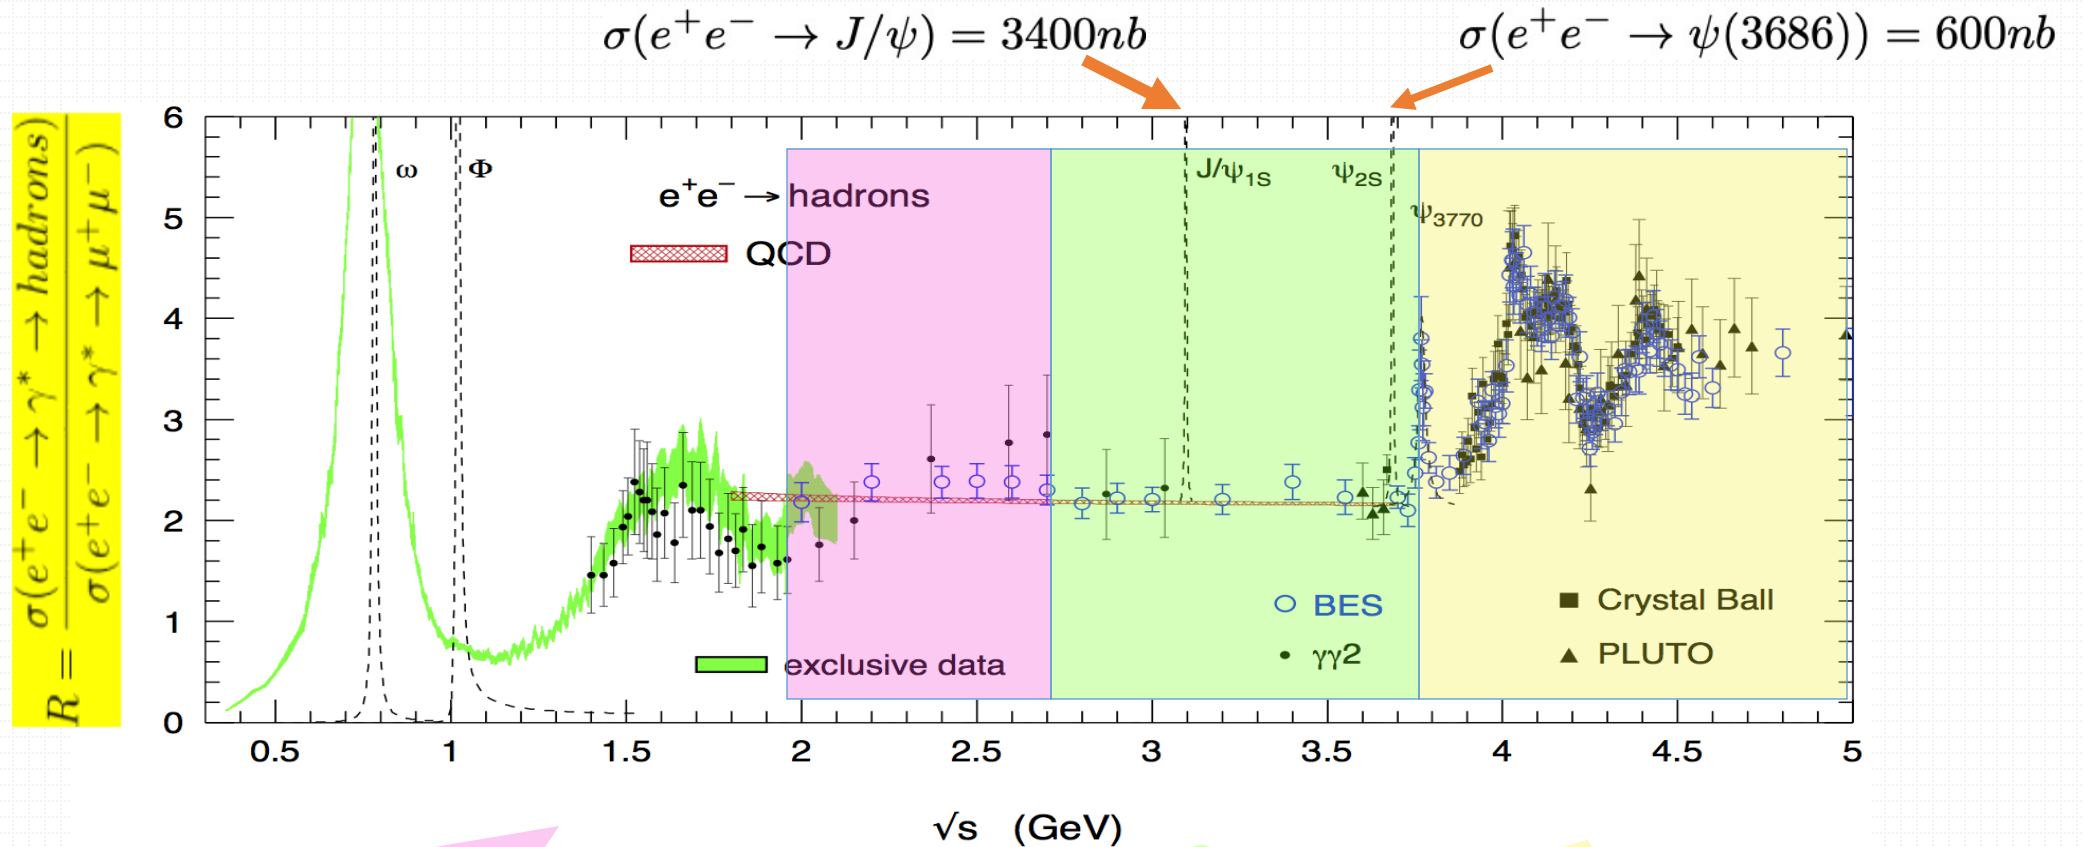 σ(e⁺e⁻ → J/ψ) = 3400nb
σ(e⁺e⁻ → ψ(3686)) = 600nb
R = σ(e⁺e⁻ → γ* → hadrons) / σ(e⁺e⁻ → γ* → μ⁺μ⁻)
6
5
4
3
2
1
0
ω
Φ
e⁺e⁻ → hadrons
QCD
J/ψ1S
ψ2S
ψ3770
exclusive data
BES
γγ2
Crystal Ball
PLUTO
0.5 1 1.5 2 2.5 3 3.5 4 4.5 5
√s (GeV)